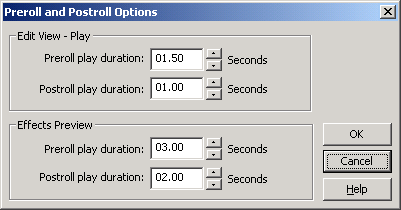 Preroll and Postroll Options
Edit View - Play
Preroll play duration: 01.50 Seconds
Postroll play duration: 01.00 Seconds
Effects Preview
Preroll play duration: 03.00 Seconds
Postroll play duration: 02.00 Seconds
OK
Cancel
Help